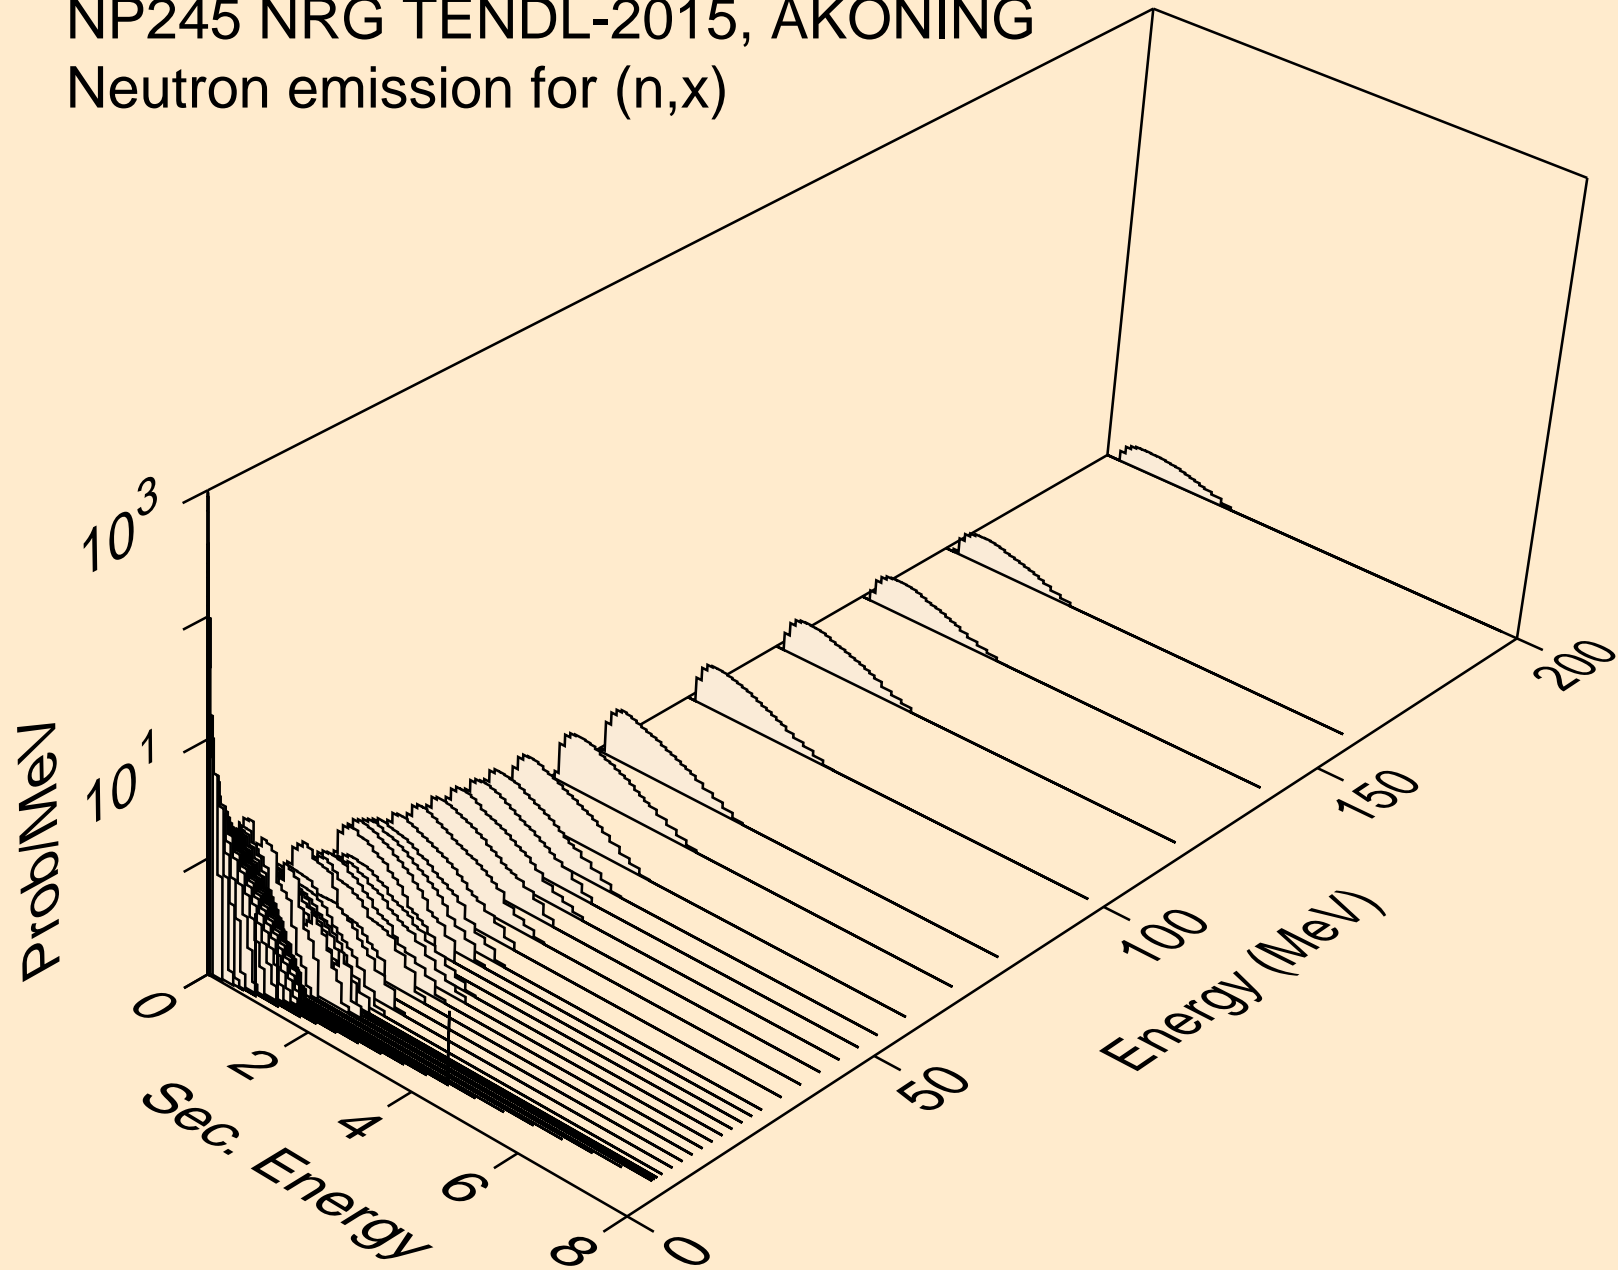 NP245 NRG TENDL-2015, AKONING
Neutron emission for (n,x)
10^3
10^1
Prob/MeV
0
2
4
6
8
Sec. Energy
0
50
100
150
200
Energy (MeV)